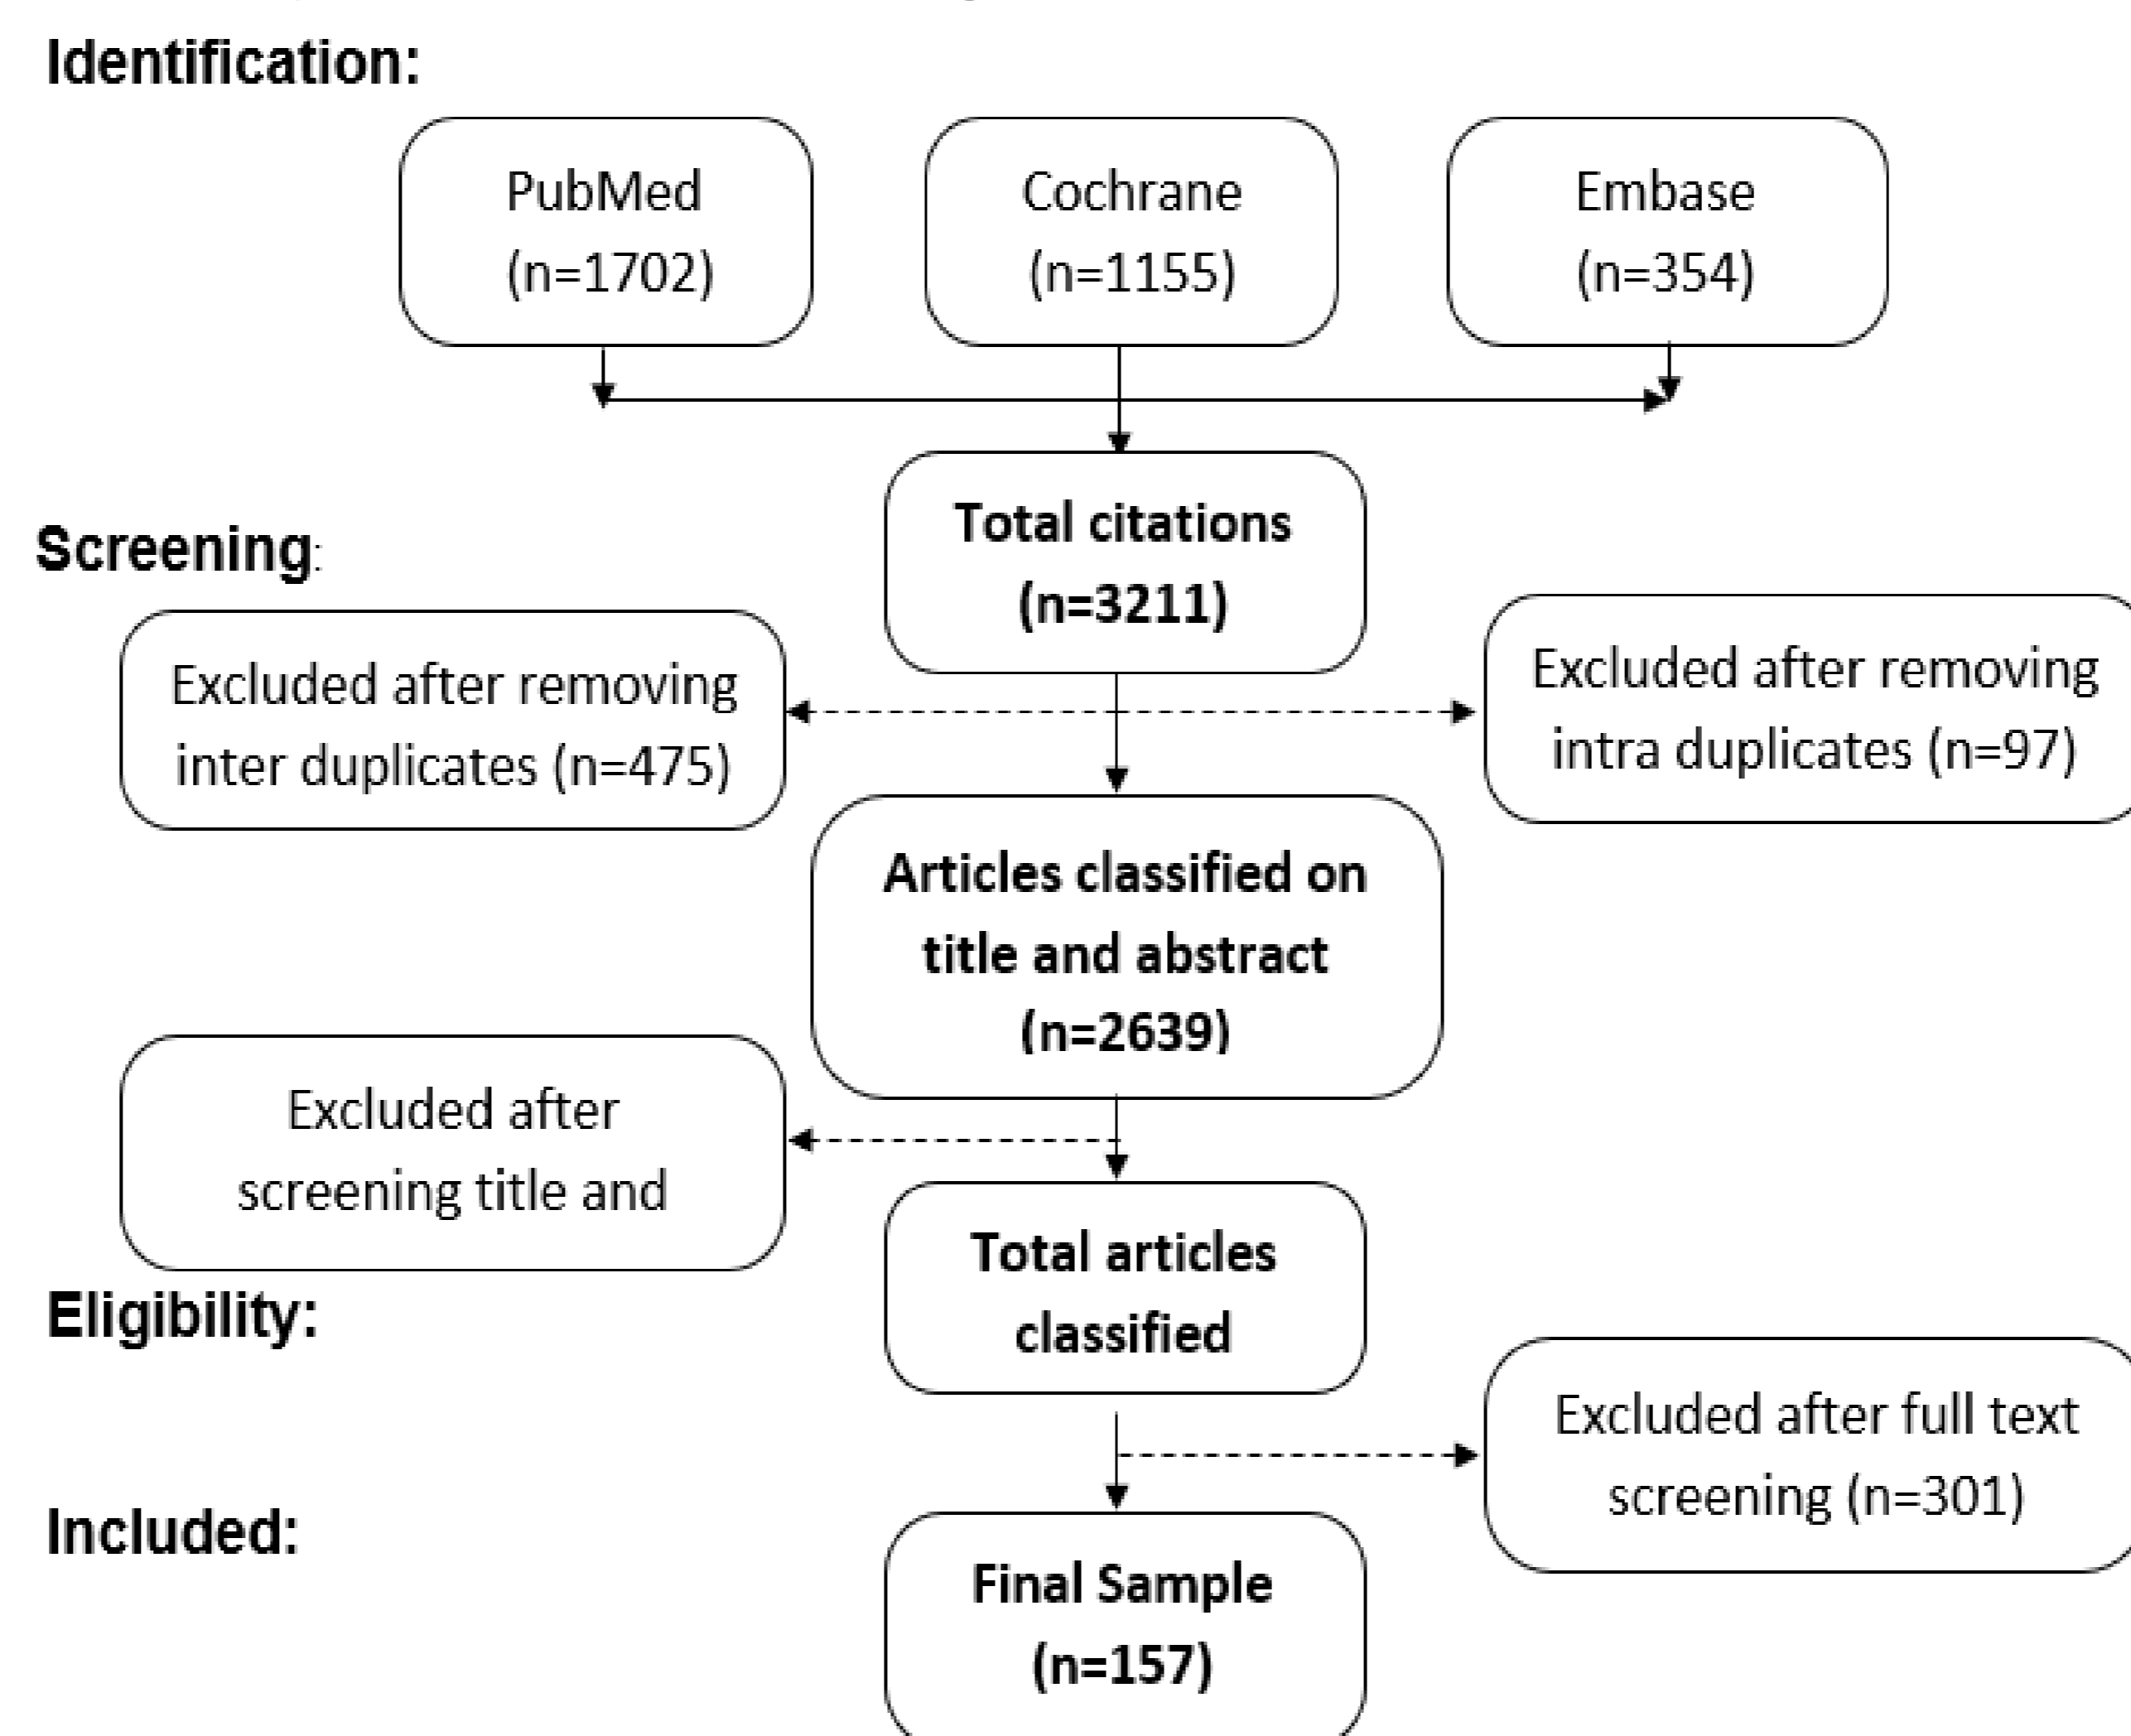 Identification:
PubMed
(n=1702)
Cochrane
(n=1155)
Embase
(n=354)
Total citations
(n=3211)
Screening:
Excluded after removing
inter duplicates (n=475)
Excluded after removing
intra duplicates (n=97)
Articles classified on
title and abstract
(n=2639)
Excluded after
screening title and
Total articles
classified
Eligibility:
Excluded after full text
screening (n=301)
Included:
Final Sample
(n=157)